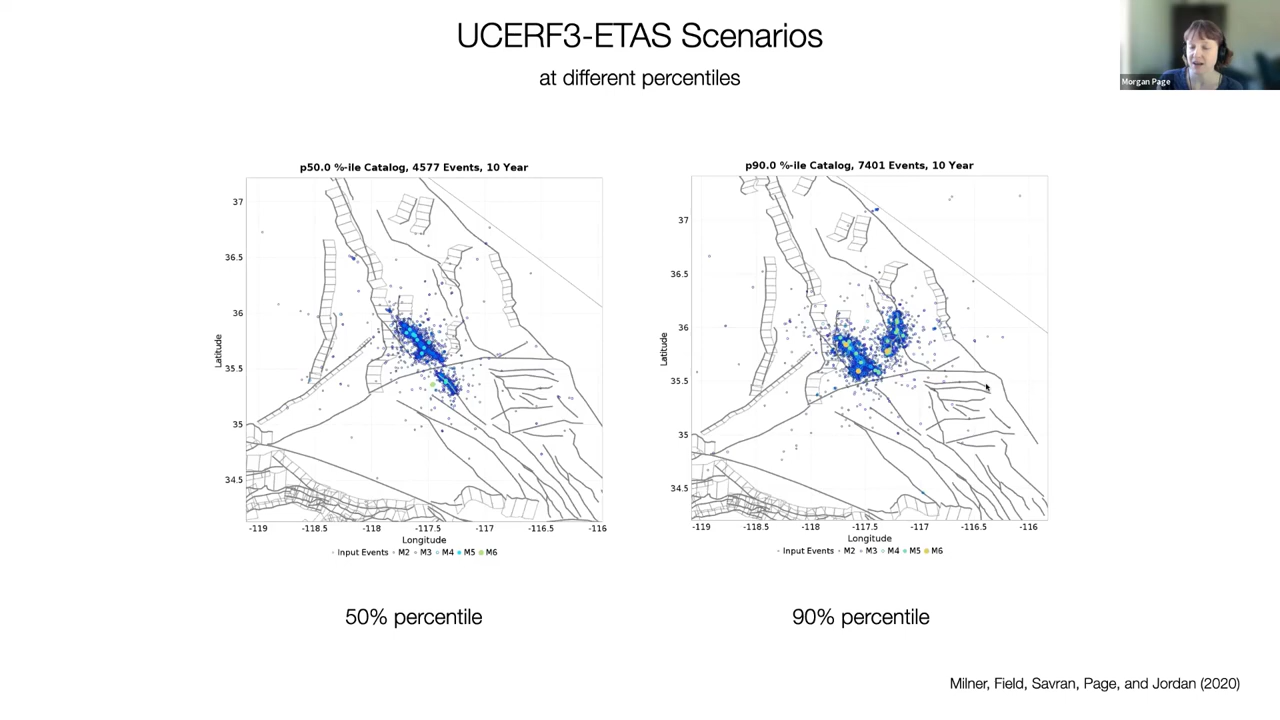 UCERF3-ETAS Scenarios
at different percentiles
Morgan Page
p50.0 %-ile Catalog, 4577 Events, 10 Year
37
36.5
36
35.5
35
34.5
Latitude
-119 -118.5 -118 -117.5 -117 -116.5 -116
Longitude
Input Events M2 M3 M4 M5 M6
50% percentile
p90.0 %-ile Catalog, 7401 Events, 10 Year
37
36.5
36
35.5
35
34.5
Latitude
-119 -118.5 -118 -117.5 -117 -116.5 -116
Longitude
Input Events M2 M3 M4 M5 M6
90% percentile
Milner, Field, Savran, Page, and Jordan (2020)